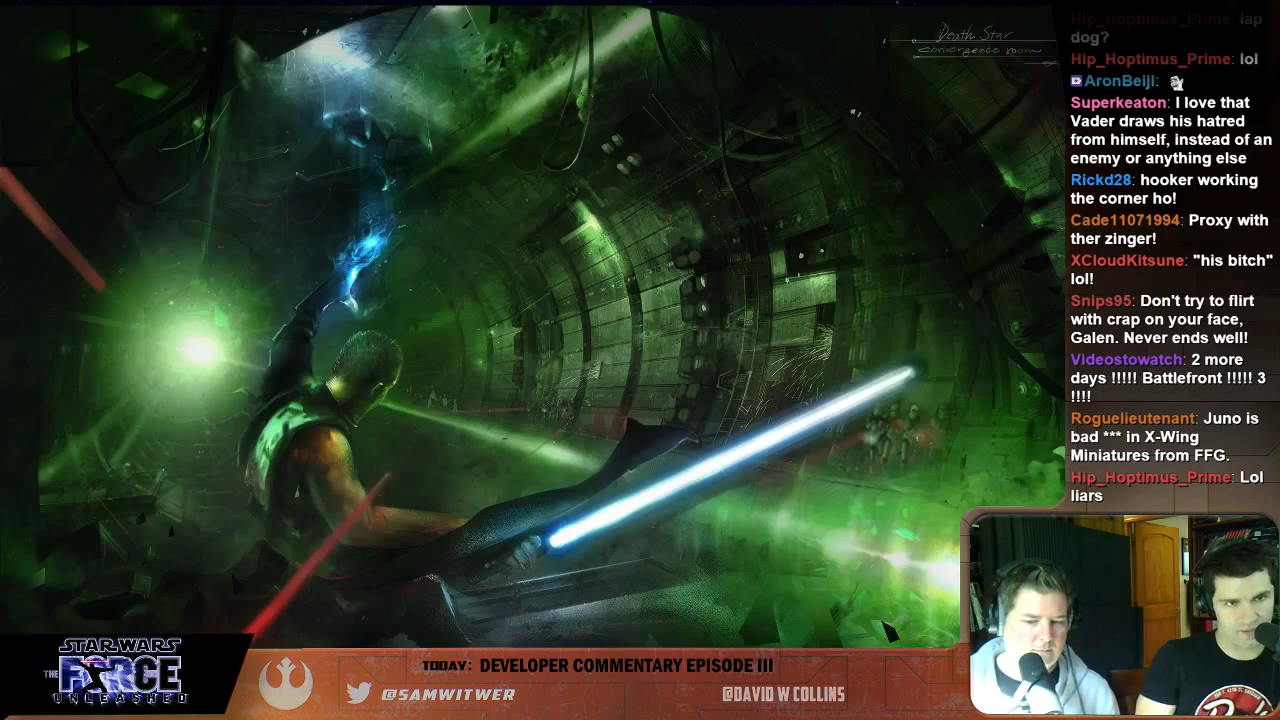 Death Star
convergence room
Hip_Hoptimus_Prime: lap
dog?
Hip_Hoptimus_Prime: lol
AronBeijl:
Superkeaton: I love that
Vader draws his hatred
from himself, instead of an
enemy or anything else
Rickd28: hooker working
the corner ho!
Cade11071994: Proxy with
ther zinger!
XCloudKitsune: "his bitch"
lol!
Snips95: Don't try to flirt
with crap on your face,
Galen. Never ends well!
Videostowatch: 2 more
days !!!!! Battlefront !!!!! 3
!!!!
Roguelieutenant: Juno is
bad *** in X-Wing
Miniatures from FFG.
Hip_Hoptimus_Prime: Lol
liars
STAR WARS
THE FORCE
UNLEASHED
TODAY: DEVELOPER COMMENTARY EPISODE III
@SAMWITWER
@DAVID W COLLINS